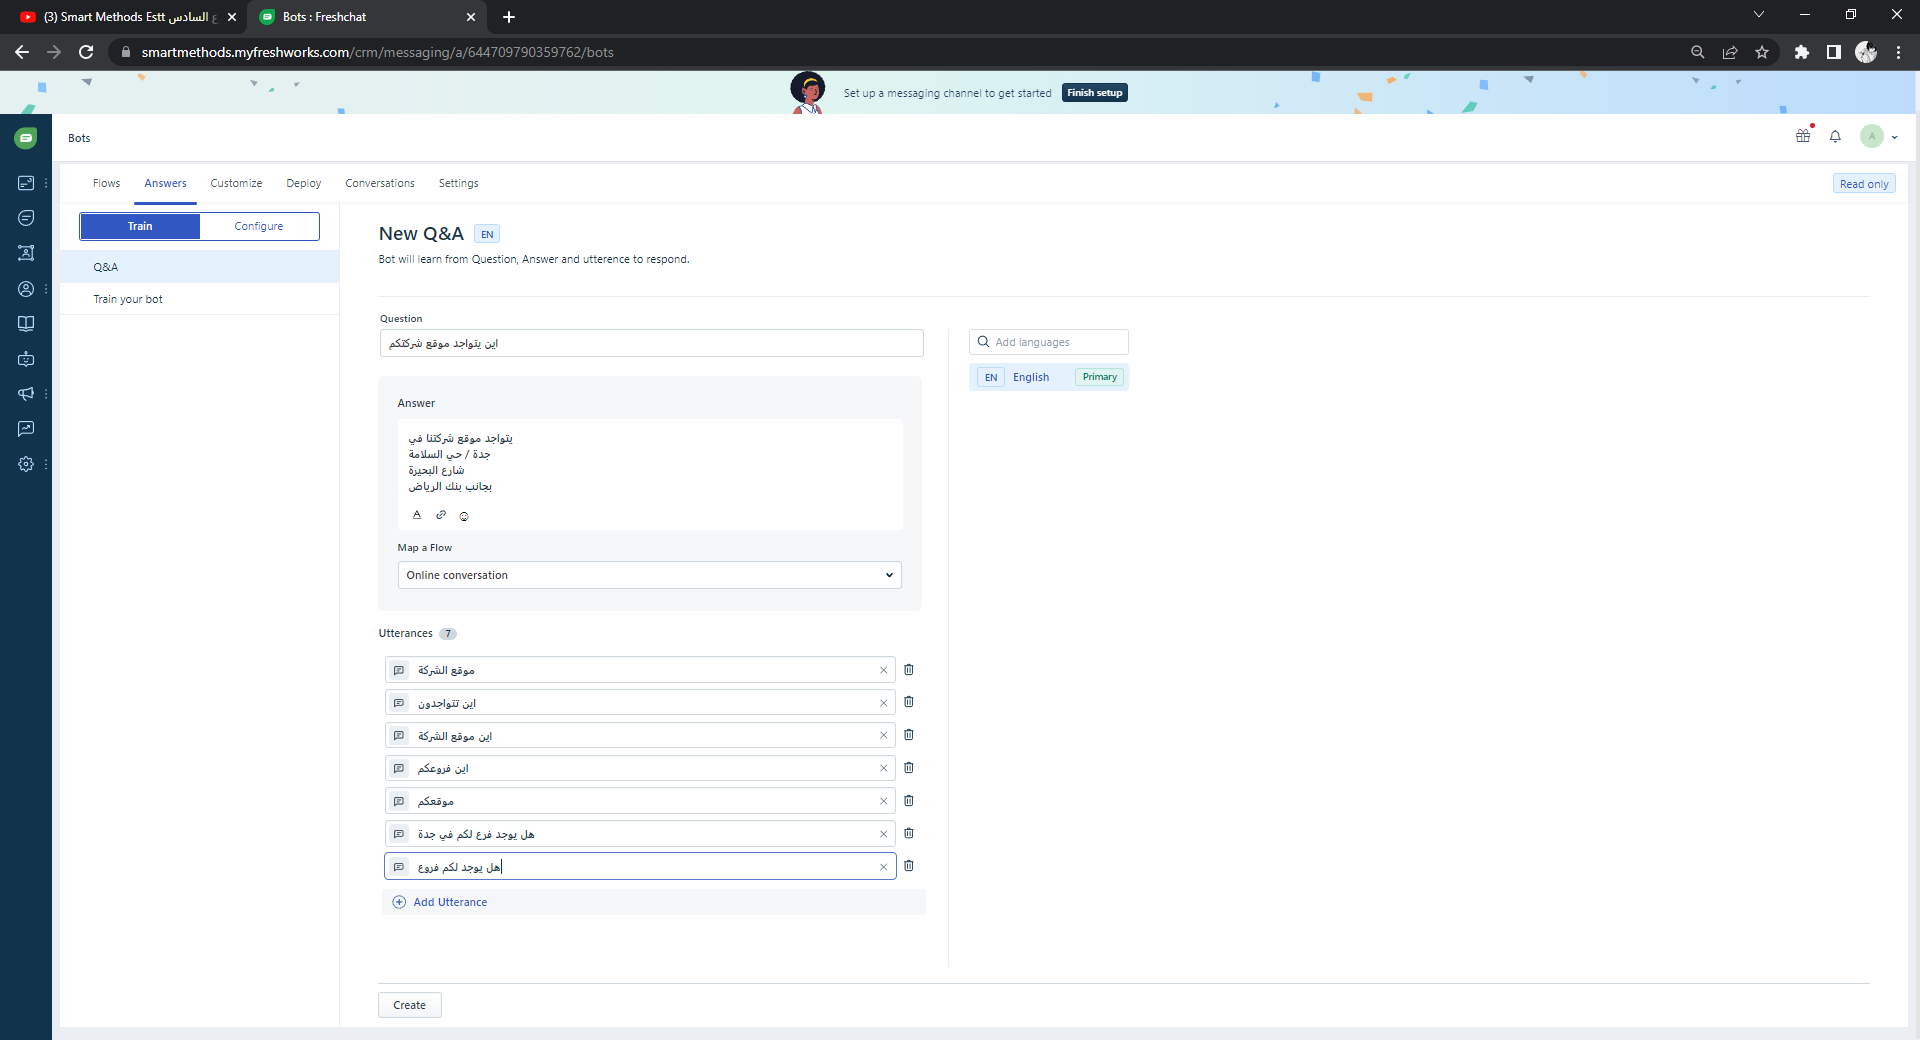 (3) Smart Methods Estt ع السادس
Bots : Freshchat
smartmethods.myfreshworks.com/crm/messaging/a/644709790359762/bots
Set up a messaging channel to get started
Finish setup
Bots
A
Flows
Answers
Customize
Deploy
Conversations
Settings
Read only
Train
Configure
Q&A
Train your bot
New Q&A
EN
Bot will learn from Question, Answer and utterence to respond.
Question
اين يتواجد موقع شركتكم
Add languages
EN
English
Primary
Answer
يتواجد موقع شركتنا في
جدة / حي السلامة
شارع البحيرة
بجانب بنك الرياض
A
Map a Flow
Online conversation
Utterances
7
موقع الشركة
اين تتواجدون
اين موقع الشركة
اين فروعكم
موقعكم
هل يوجد فرع لكم في جدة
هل يوجد لكم فروع
Add Utterance
Create